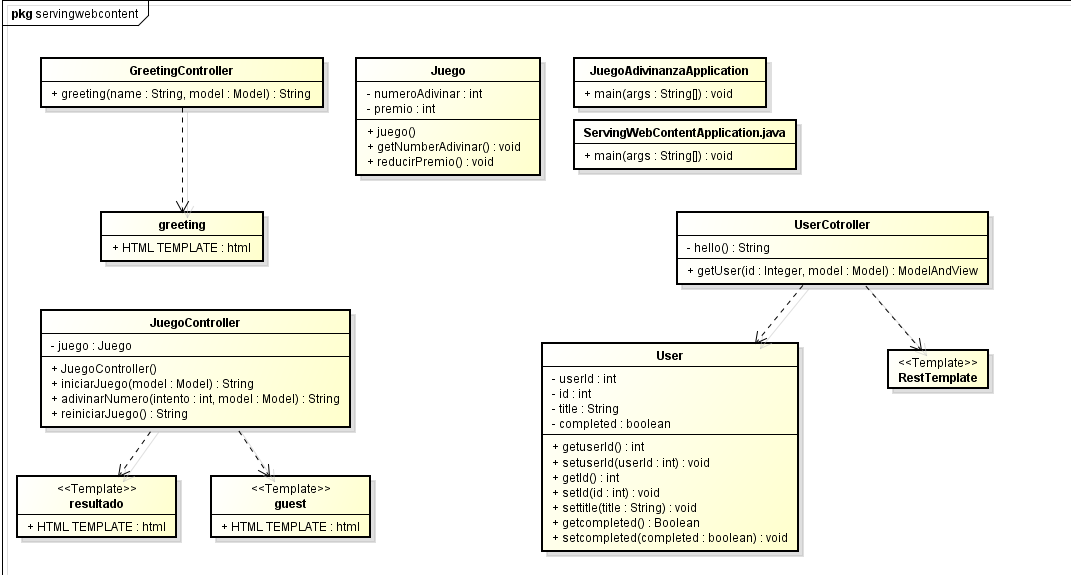 pkg servingwebcontent
GreetingController
+ greeting(name : String, model : Model) : String
Juego
- numeroAdivinar : int
- premio : int
+ juego()
+ getNumberAdivinar() : void
+ reducirPremio() : void
JuegoAdivinanzaApplication
+ main(args : String[]) : void
ServingWebContentApplication.java
+ main(args : String[]) : void
greeting
+ HTML TEMPLATE : html
UserCotroller
- hello() : String
+ getUser(id : Integer, model : Model) : ModelAndView
JuegoController
- juego : Juego
+ JuegoController()
+ iniciarJuego(model : Model) : String
+ adivinarNumero(intento : int, model : Model) : String
+ reiniciarJuego() : String
User
- userId : int
- id : int
- title : String
- completed : boolean
+ getuserId() : int
+ setuserId(userId : int) : void
+ getId() : int
+ setId(id : int) : void
+ settitle(title : String) : void
+ getcompleted() : Boolean
+ setcompleted(completed : boolean) : void
<<Template>>
RestTemplate
<<Template>>
resultado
+ HTML TEMPLATE : html
<<Template>>
guest
+ HTML TEMPLATE : html